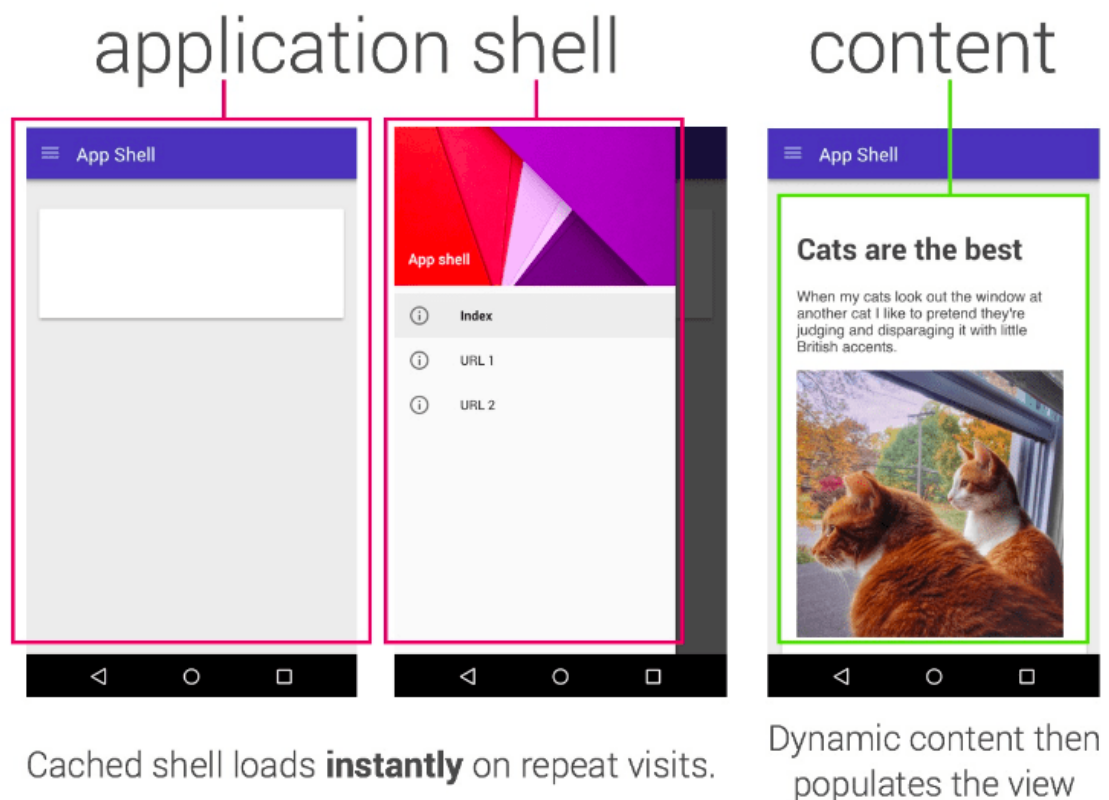 application shell
content
App Shell
App shell
Index
URL 1
URL 2
App Shell
Cats are the best
When my cats look out the window at
another cat I like to pretend they're
judging and disparaging it with little
British accents.
Cached shell loads instantly on repeat visits.
Dynamic content then
populates the view